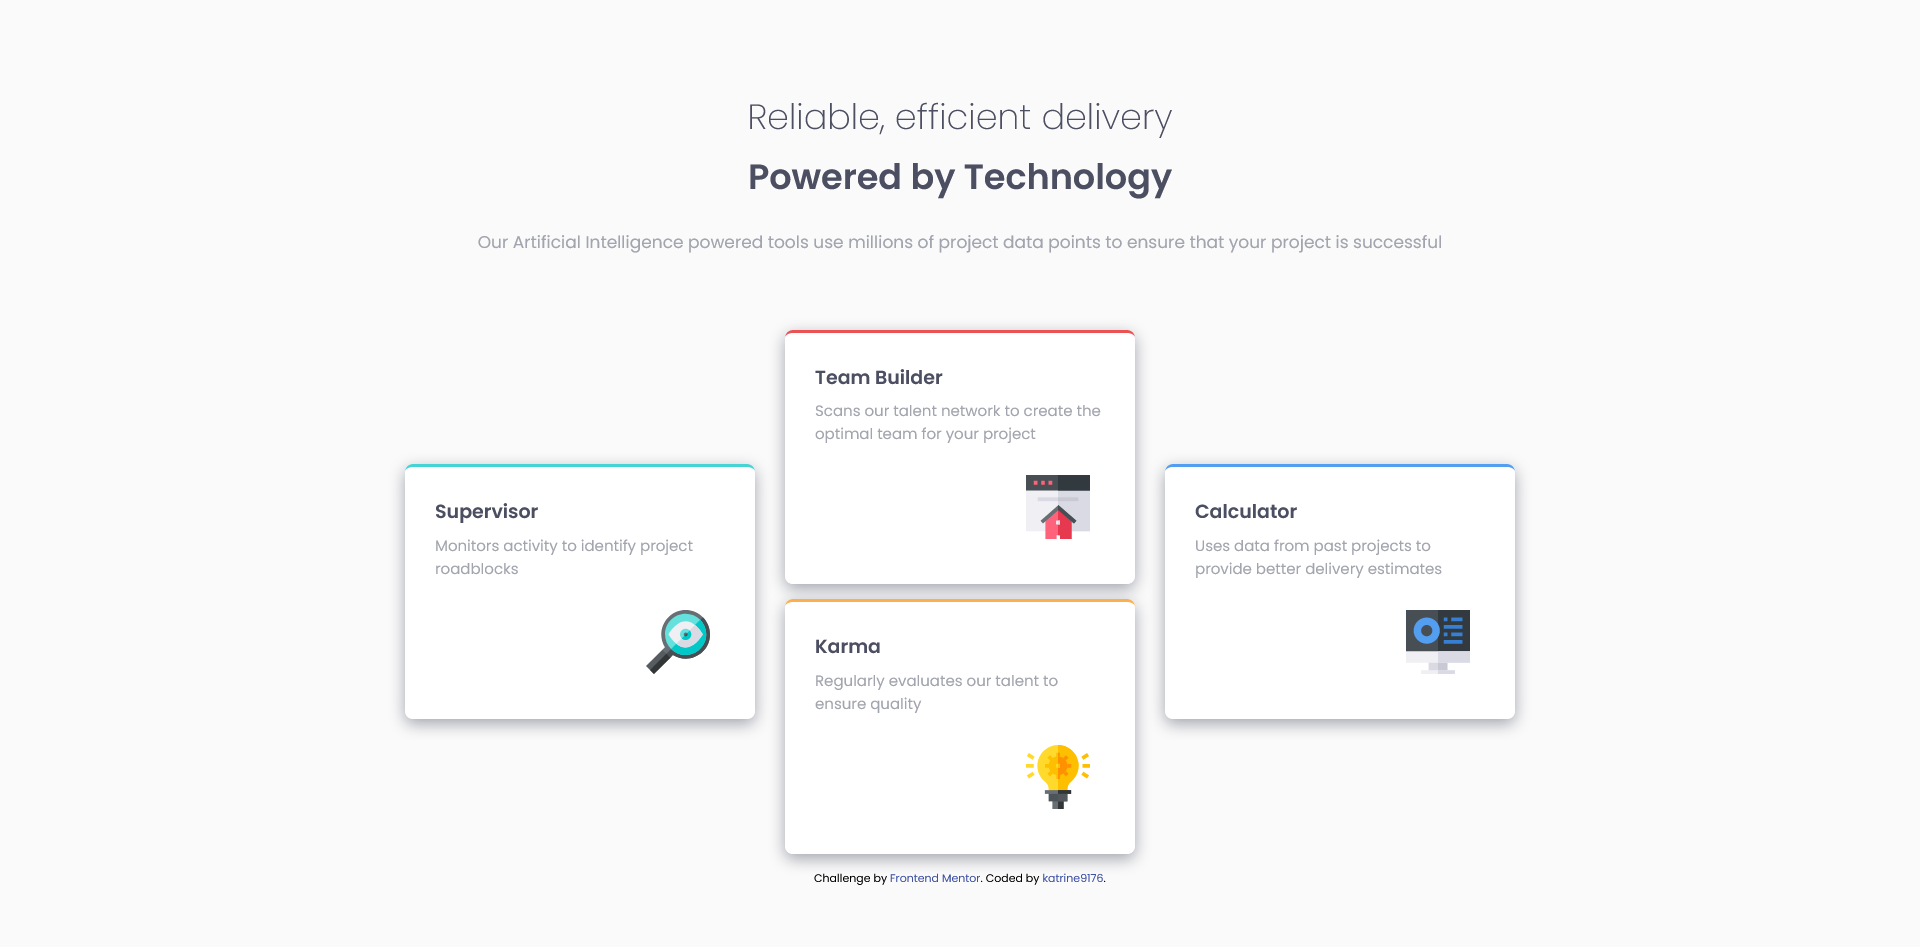 Reliable, efficient delivery
Powered by Technology
Our Artificial Intelligence powered tools use millions of project data points to ensure that your project is successful
Supervisor
Monitors activity to identify project
roadblocks
Team Builder
Scans our talent network to create the
optimal team for your project
Karma
Regularly evaluates our talent to
ensure quality
Calculator
Uses data from past projects to
provide better delivery estimates
Challenge by Frontend Mentor. Coded by katrine9176.